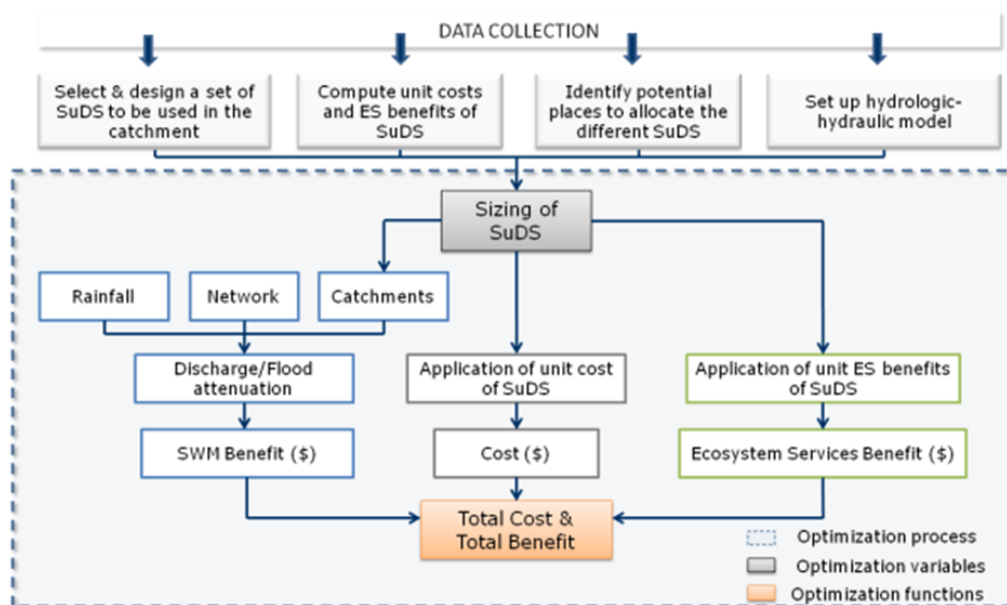 DATA COLLECTION
Select & design a set of
SuDS to be used in the
catchment
Compute unit costs
and ES benefits of
SuDS
Identify potential
places to allocate the
different SuDS
Set up hydrologic-
hydraulic model
Sizing of
SuDS
Rainfall
Network
Catchments
Discharge/Flood
attenuation
Application of unit cost
of SuDS
Application of unit ES benefits
of SuDS
SWM Benefit ($)
Cost ($)
Ecosystem Services Benefit ($)
Total Cost &
Total Benefit
Optimization process
Optimization variables
Optimization functions